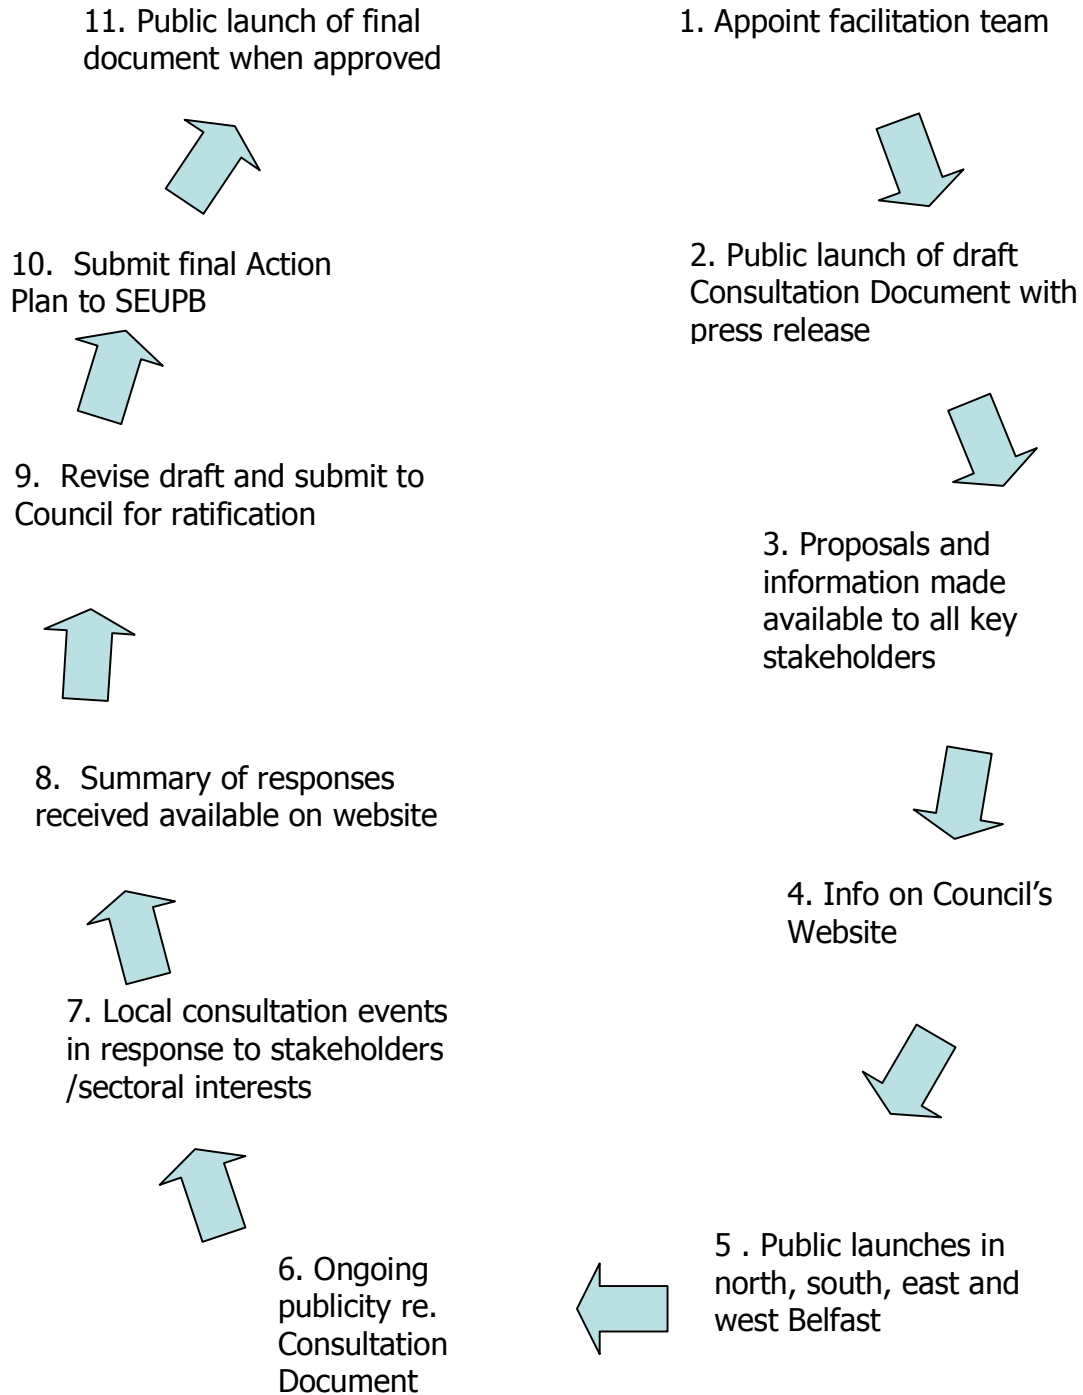 1. Appoint facilitation team
2. Public launch of draft
Consultation Document with
press release
3. Proposals and
information made
available to all key
stakeholders
4. Info on Council’s
Website
5 . Public launches in
north, south, east and
west Belfast
6. Ongoing
publicity re.
Consultation
Document
7. Local consultation events
in response to stakeholders
/sectoral interests
8.  Summary of responses
received available on website
9.  Revise draft and submit to
Council for ratification
10.  Submit final Action
Plan to SEUPB
11. Public launch of final
document when approved